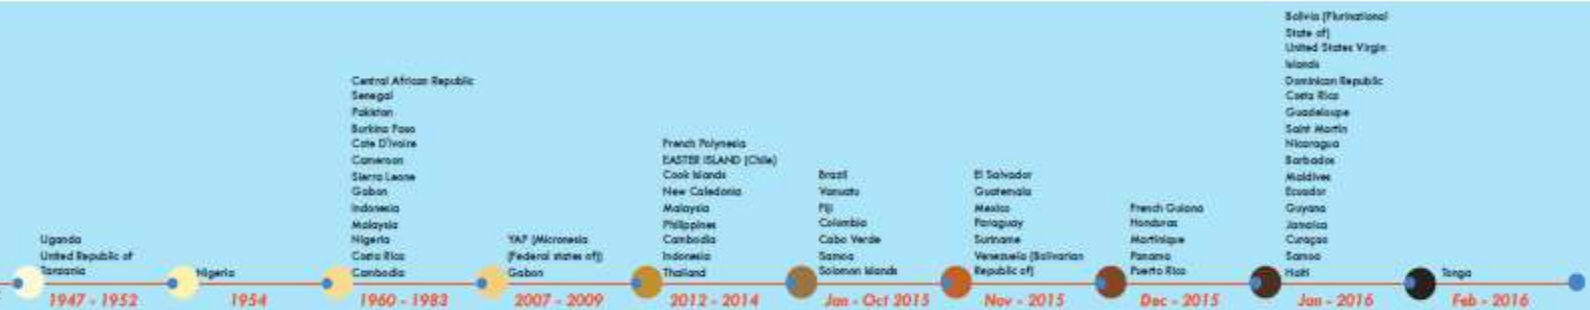 Uganda
United Republic of
Tanzania
1947 - 1952
Nigeria
1954
Central African Republic
Senegal
Pakistan
Burkina Faso
Cote D'Ivoire
Cameroon
Sierra Leone
Gabon
Indonesia
Malaysia
Nigeria
Costa Rica
Cambodia
1960 - 1983
YAP (Micronesia
(Federal states of))
Gabon
2007 - 2009
French Polynesia
EASTER ISLAND (Chile)
Cook Islands
New Caledonia
Malaysia
Philippines
Cambodia
Indonesia
Thailand
2012 - 2014
Brazil
Vanuatu
Fiji
Colombia
Cabo Verde
Samoa
Solomon Islands
Jan - Oct 2015
El Salvador
Guatemala
Mexico
Paraguay
Suriname
Venezuela (Bolivarian
Republic of)
Nov - 2015
French Guiana
Honduras
Martinique
Panama
Puerto Rico
Dec - 2015
Bolivia (Plurinational
State of)
United States Virgin
Islands
Dominican Republic
Costa Rica
Guadeloupe
Saint Martin
Nicaragua
Barbados
Maldives
Ecuador
Guyana
Jamaica
Curaçao
Samoa
Haiti
Jan - 2016
Tonga
Feb - 2016